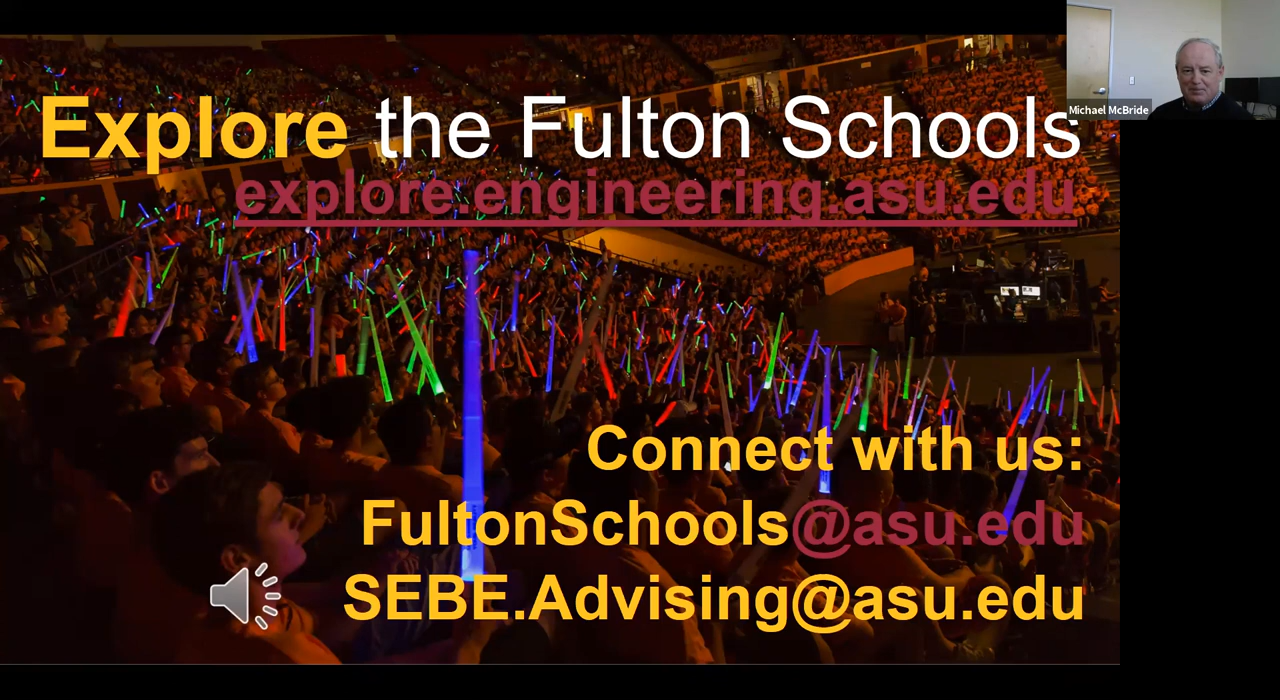 Explore the Fulton Schools
explore.engineering.asu.edu
Michael McBride
Connect with us:
FultonSchools@asu.edu
SEBE.Advising@asu.edu